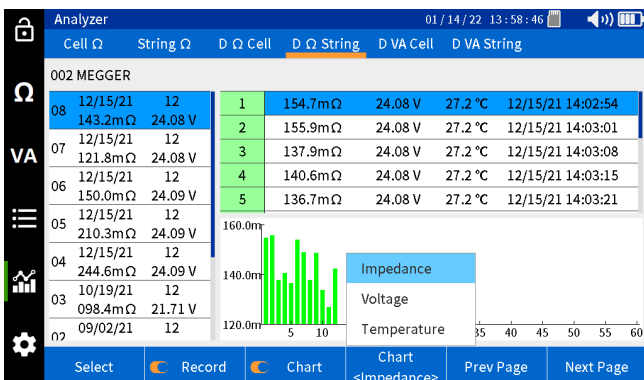 Analyzer 01/14/22 13:58:46
Cell Ω String Ω D Ω Cell D Ω String D VA Cell D VA String
002 MEGGER
Ω
VA
08 12/15/21 12
143.2mΩ 24.08 V
07 12/15/21 12
121.8mΩ 24.08 V
06 12/15/21 12
150.0mΩ 24.09 V
05 12/15/21 12
210.3mΩ 24.09 V
04 12/15/21 12
244.6mΩ 24.09 V
03 10/19/21 12
098.4mΩ 21.71 V
02 09/02/21 12
1 154.7mΩ 24.08 V 27.2 ℃ 12/15/21 14:02:54
2 155.9mΩ 24.08 V 27.2 ℃ 12/15/21 14:03:01
3 137.9mΩ 24.08 V 27.2 ℃ 12/15/21 14:03:08
4 140.6mΩ 24.08 V 27.2 ℃ 12/15/21 14:03:15
5 136.7mΩ 24.08 V 27.2 ℃ 12/15/21 14:03:21
160.0m
140.0m
120.0m
5 10 35 40 45 50 55 60
Impedance
Voltage
Temperature
Select Record Chart Chart <Impedance> Prev Page Next Page